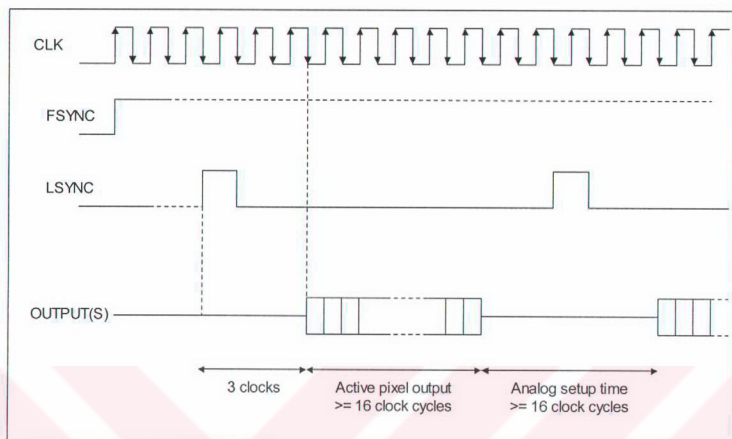 CLK
FSYNC
LSYNC
OUTPUT(S)
3 clocks
Active pixel output
>= 16 clock cycles
Analog setup time
>= 16 clock cycles